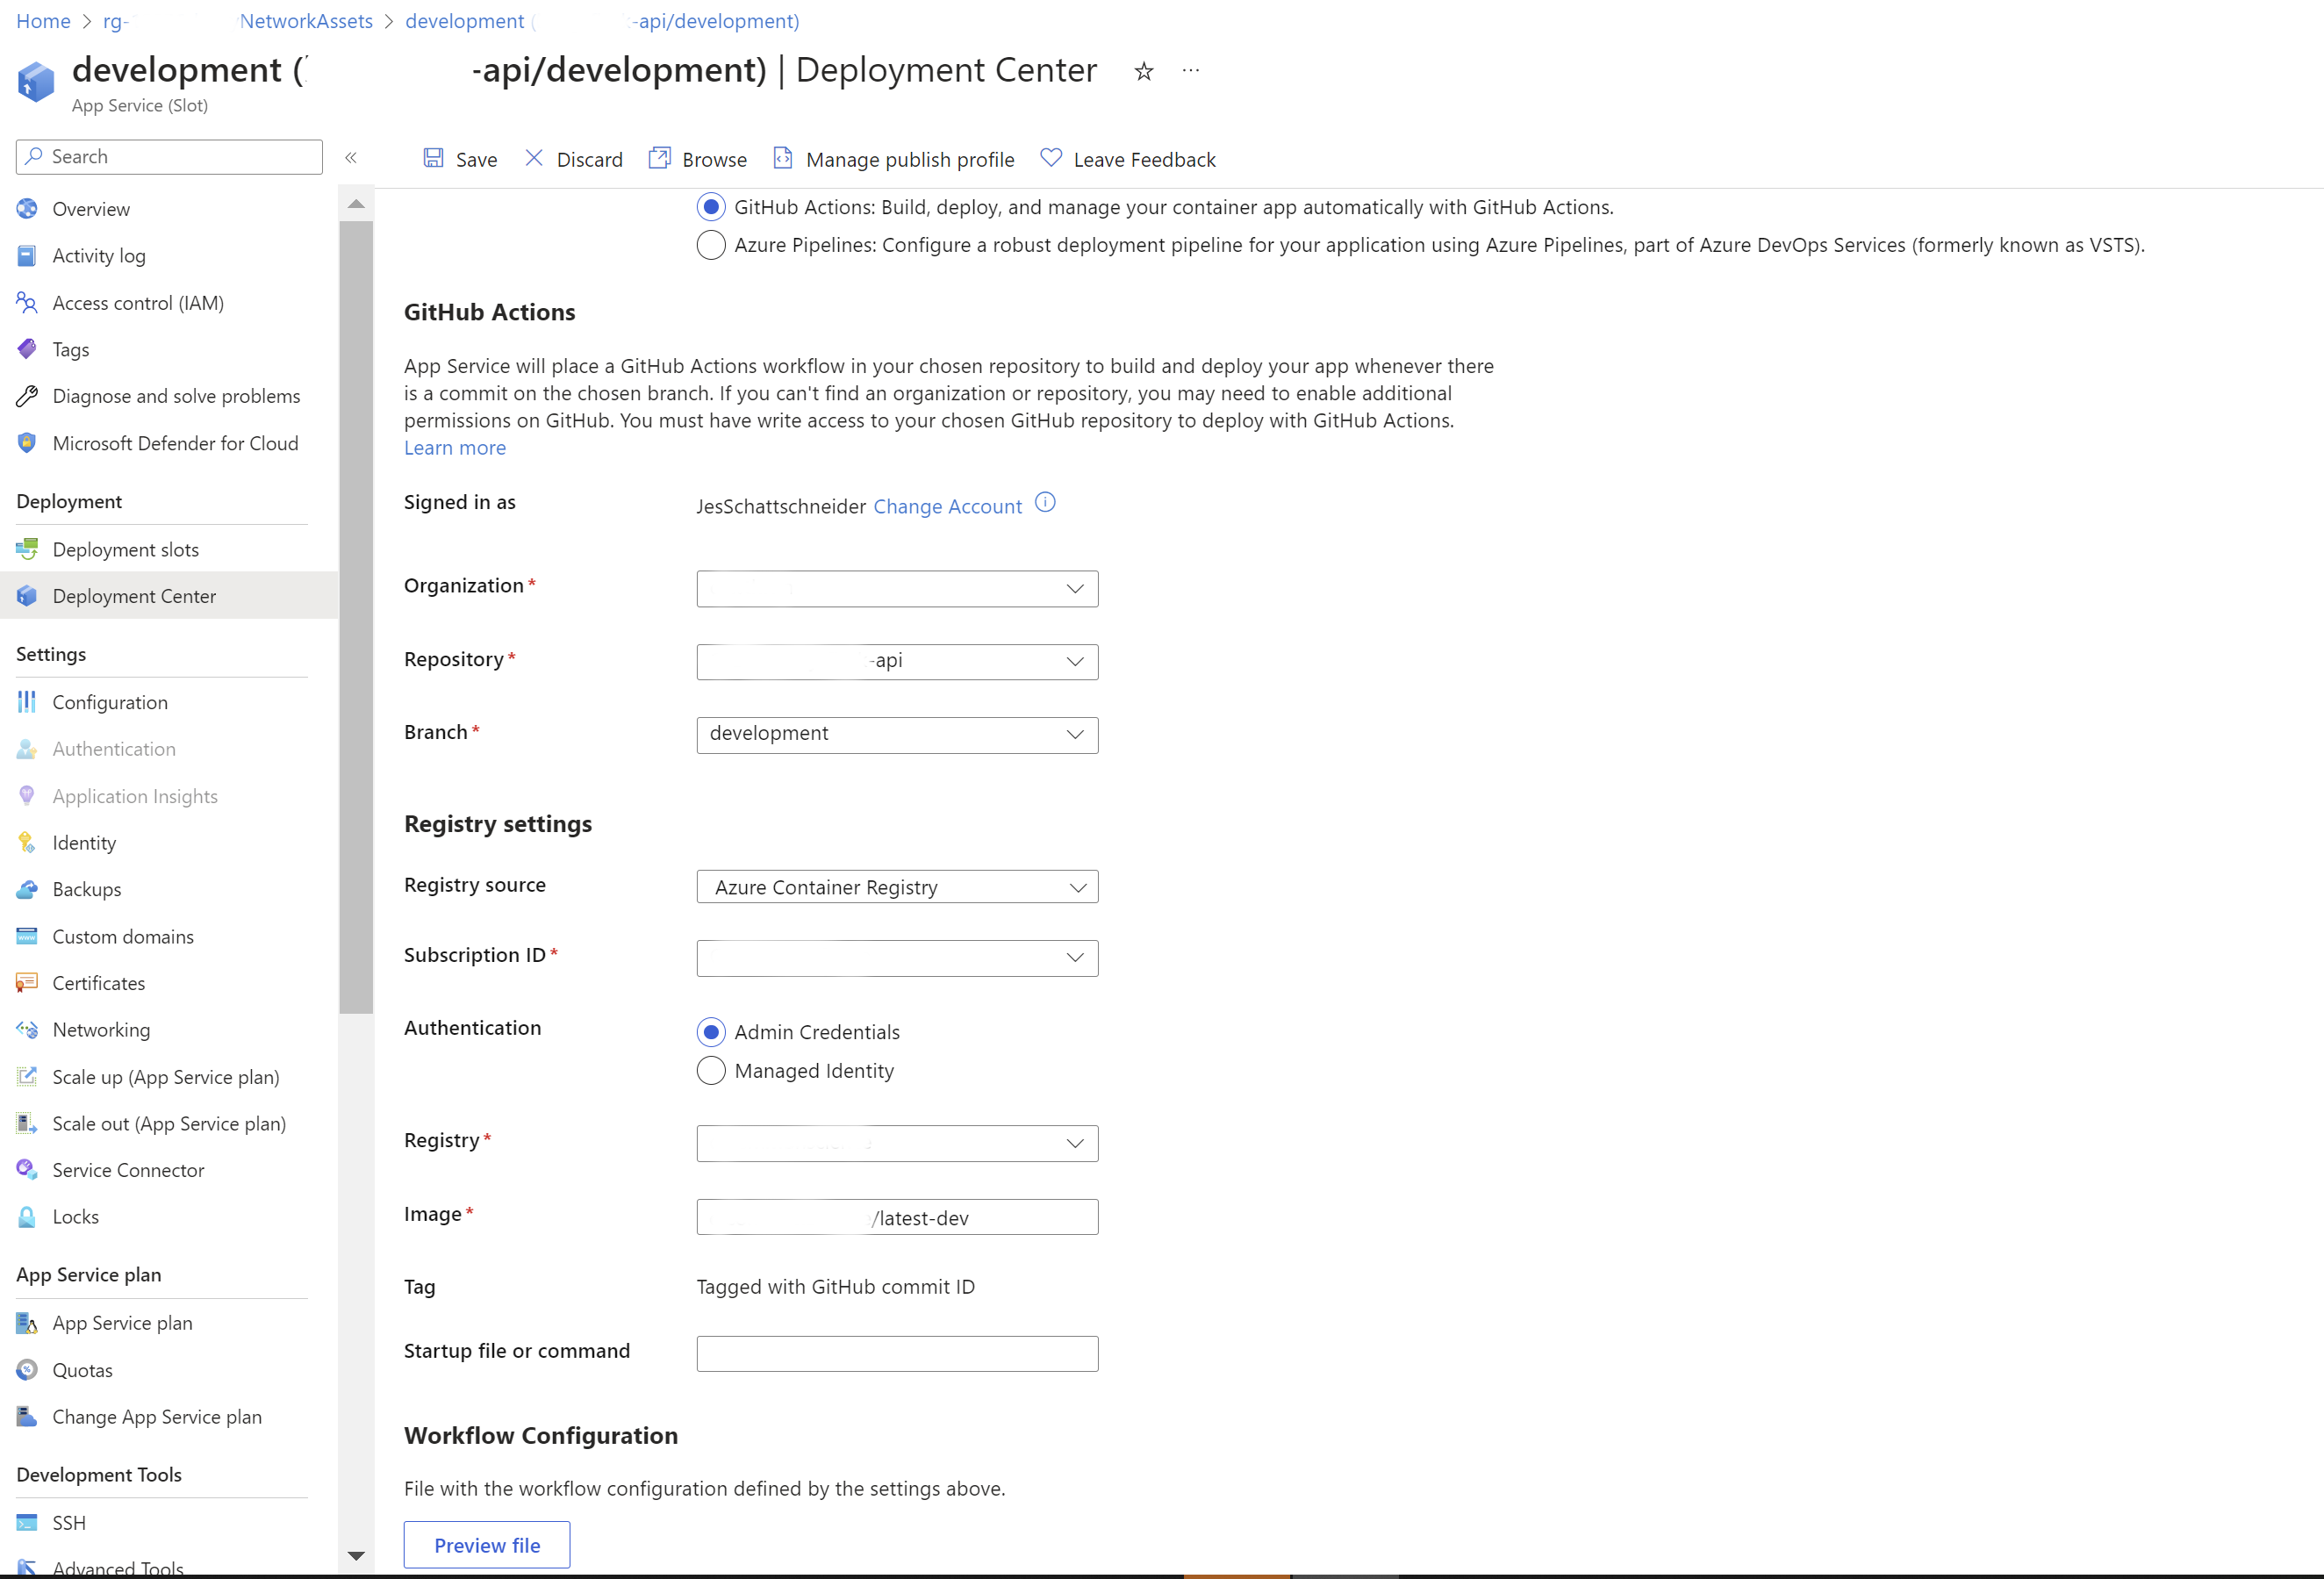 Home > rg- NetworkAssets > development ( -api/development)
development ( -api/development) | Deployment Center
App Service (Slot)
Search
Save Discard Browse Manage publish profile Leave Feedback
Overview
Activity log
Access control (IAM)
Tags
Diagnose and solve problems
Microsoft Defender for Cloud
Deployment
Deployment slots
Deployment Center
Settings
Configuration
Authentication
Application Insights
Identity
Backups
Custom domains
Certificates
Networking
Scale up (App Service plan)
Scale out (App Service plan)
Service Connector
Locks
App Service plan
App Service plan
Quotas
Change App Service plan
Development Tools
SSH
Advanced Tools
GitHub Actions: Build, deploy, and manage your container app automatically with GitHub Actions.
Azure Pipelines: Configure a robust deployment pipeline for your application using Azure Pipelines, part of Azure DevOps Services (formerly known as VSTS).
GitHub Actions
App Service will place a GitHub Actions workflow in your chosen repository to build and deploy your app whenever there
is a commit on the chosen branch. If you can't find an organization or repository, you may need to enable additional
permissions on GitHub. You must have write access to your chosen GitHub repository to deploy with GitHub Actions.
Learn more
Signed in as JesSchattschneider Change Account
Organization *
Repository * -api
Branch * development
Registry settings
Registry source Azure Container Registry
Subscription ID *
Authentication Admin Credentials
Managed Identity
Registry *
Image * /latest-dev
Tag Tagged with GitHub commit ID
Startup file or command
Workflow Configuration
File with the workflow configuration defined by the settings above.
Preview file